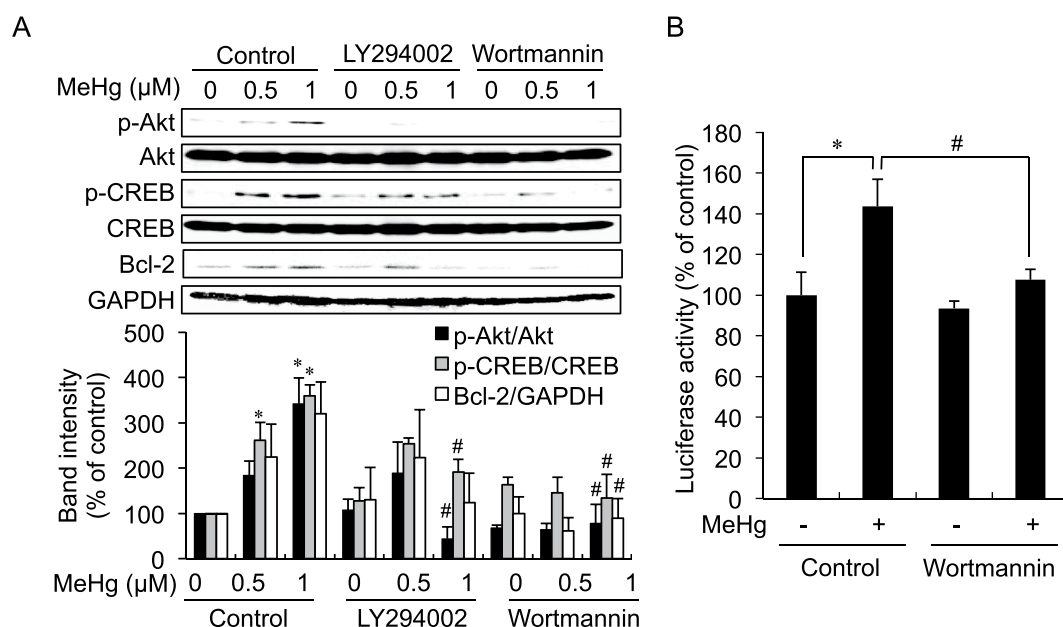 A
Control LY294002 Wortmannin
MeHg (μM) 0 0.5 1 0 0.5 1 0 0.5 1
p-Akt
Akt
p-CREB
CREB
Bcl-2
GAPDH
Band intensity
(% of control)
500
400
300
200
100
0
p-Akt/Akt
p-CREB/CREB
Bcl-2/GAPDH
* * * # # # # #
MeHg (μM) 0 0.5 1 0 0.5 1 0 0.5 1
Control LY294002 Wortmannin
B
Luciferase activity (% of control)
180
160
140
120
100
80
60
40
20
0
* #
MeHg - + - +
Control Wortmannin